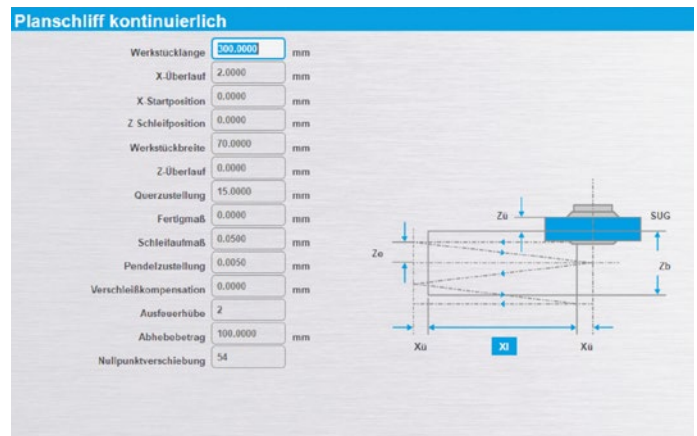 Planschliff kontinuierlich
Werkstücklänge 300.0000 mm
X-Überlauf 2.0000 mm
X-Startposition 0.0000 mm
Z-Schleifposition 0.0000 mm
Werkstückbreite 70.0000 mm
Z-Überlauf 0.0000 mm
Querzustellung 15.0000 mm
Fertigmaß 0.0000 mm
Schleifaufmaß 0.0500 mm
Pendelzustellung 0.0050 mm
Verschleißkompensation 0.0000 mm
Ausfeuerhübe 2
Abhebebetrag 100.0000 mm
Nullpunktverschiebung 54
Zü SUG
Ze Zb
Xü Xl Xü